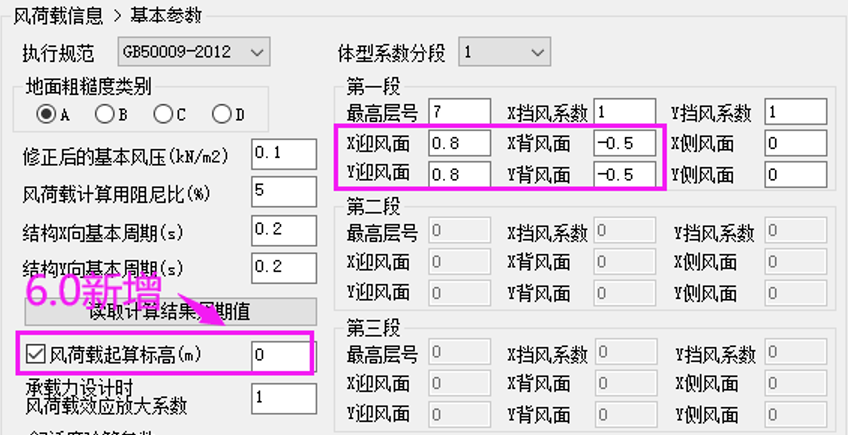 风荷载信息 > 基本参数
执行规范 GB50009-2012
体型系数分段 1
地面粗糙度类别
A B C D
修正后的基本风压(kN/m2) 0.1
风荷载计算用阻尼比(%) 5
结构X向基本周期(s) 0.2
结构Y向基本周期(s) 0.2
6.0新增
读取计算结果周期值
风荷载起算标高(m) 0
承载力设计时
风荷载效应放大系数 1
第一段
最高层号 7 X挡风系数 1 Y挡风系数 1
X迎风面 0.8 X背风面 -0.5 X侧风面 0
Y迎风面 0.8 Y背风面 -0.5 Y侧风面 0
第二段
最高层号 0 X挡风系数 0 Y挡风系数 0
X迎风面 0 X背风面 0 X侧风面 0
Y迎风面 0 Y背风面 0 Y侧风面 0
第三段
最高层号 0 X挡风系数 0 Y挡风系数 0
X迎风面 0 X背风面 0 X侧风面 0
Y迎风面 0 Y背风面 0 Y侧风面 0